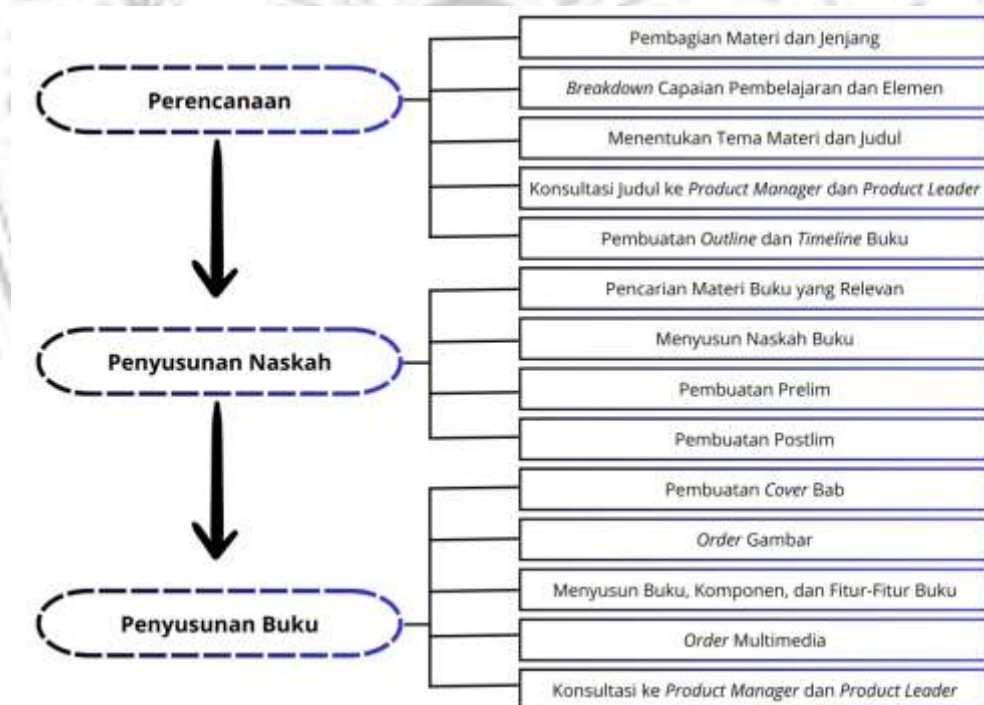 Perencanaan
Pembagian Materi dan Jenjang
Breakdown Capaian Pembelajaran dan Elemen
Menentukan Tema Materi dan Judul
Konsultasi Judul ke Product Manager dan Product Leader
Pembuatan Outline dan Timeline Buku
Penyusunan Naskah
Pencarian Materi Buku yang Relevan
Menyusun Naskah Buku
Pembuatan Prelim
Pembuatan Postlim
Penyusunan Buku
Pembuatan Cover Bab
Order Gambar
Menyusun Buku, Komponen, dan Fitur-Fitur Buku
Order Multimedia
Konsultasi ke Product Manager dan Product Leader